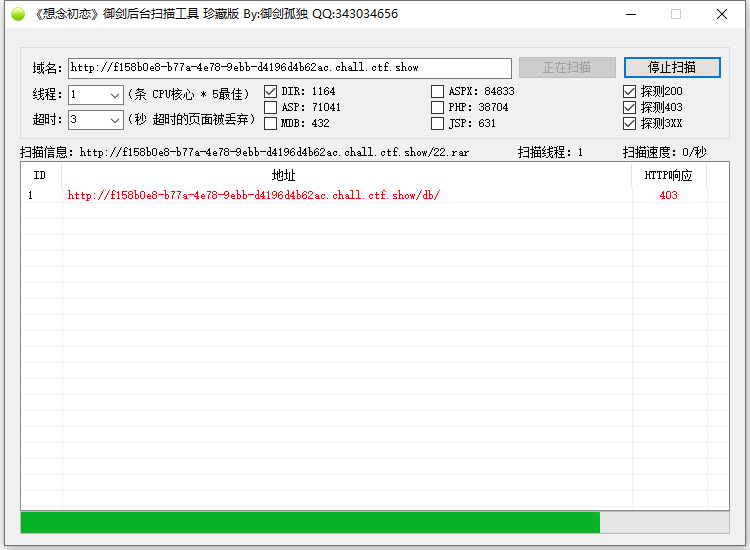 《想念初恋》御剑后台扫描工具 珍藏版 By:御剑孤独 QQ:343034656
域名: http://f158b0e8-b77a-4e78-9ebb-d4196d4b62ac.chall.ctf.show 正在扫描 停止扫描
线程: 1 (条 CPU核心 * 5最佳) DIR: 1164 ASPX: 84833 探测200
ASP: 71041 PHP: 38704 探测403
超时: 3 (秒 超时的页面被丢弃) MDB: 432 JSP: 631 探测3XX
扫描信息: http://f158b0e8-b77a-4e78-9ebb-d4196d4b62ac.chall.ctf.show/22.rar 扫描线程: 1 扫描速度: 0/秒
ID 地址 HTTP响应
1 http://f158b0e8-b77a-4e78-9ebb-d4196d4b62ac.chall.ctf.show/db/ 403